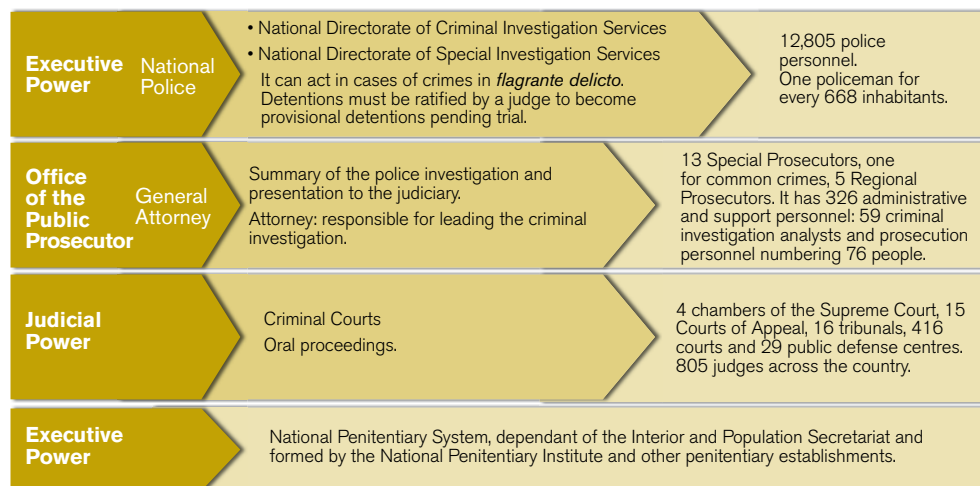 Executive
Power
National
Police
• National Directorate of Criminal Investigation Services
• National Directorate of Special Investigation Services
It can act in cases of crimes in flagrante delicto.
Detentions must be ratified by a judge to become
provisional detentions pending trial.
12,805 police
personnel.
One policeman for
every 668 inhabitants.
Office
of the
Public
Prosecutor
General
Attorney
Summary of the police investigation and
presentation to the judiciary.
Attorney: responsible for leading the criminal
investigation.
13 Special Prosecutors, one
for common crimes, 5 Regional
Prosecutors. It has 326 administrative
and support personnel: 59 criminal
investigation analysts and prosecution
personnel numbering 76 people.
Judicial
Power
Criminal Courts
Oral proceedings.
4 chambers of the Supreme Court, 15
Courts of Appeal, 16 tribunals, 416
courts and 29 public defense centres.
805 judges across the country.
Executive
Power
National Penitentiary System, dependant of the Interior and Population Secretariat and
formed by the National Penitentiary Institute and other penitentiary establishments.